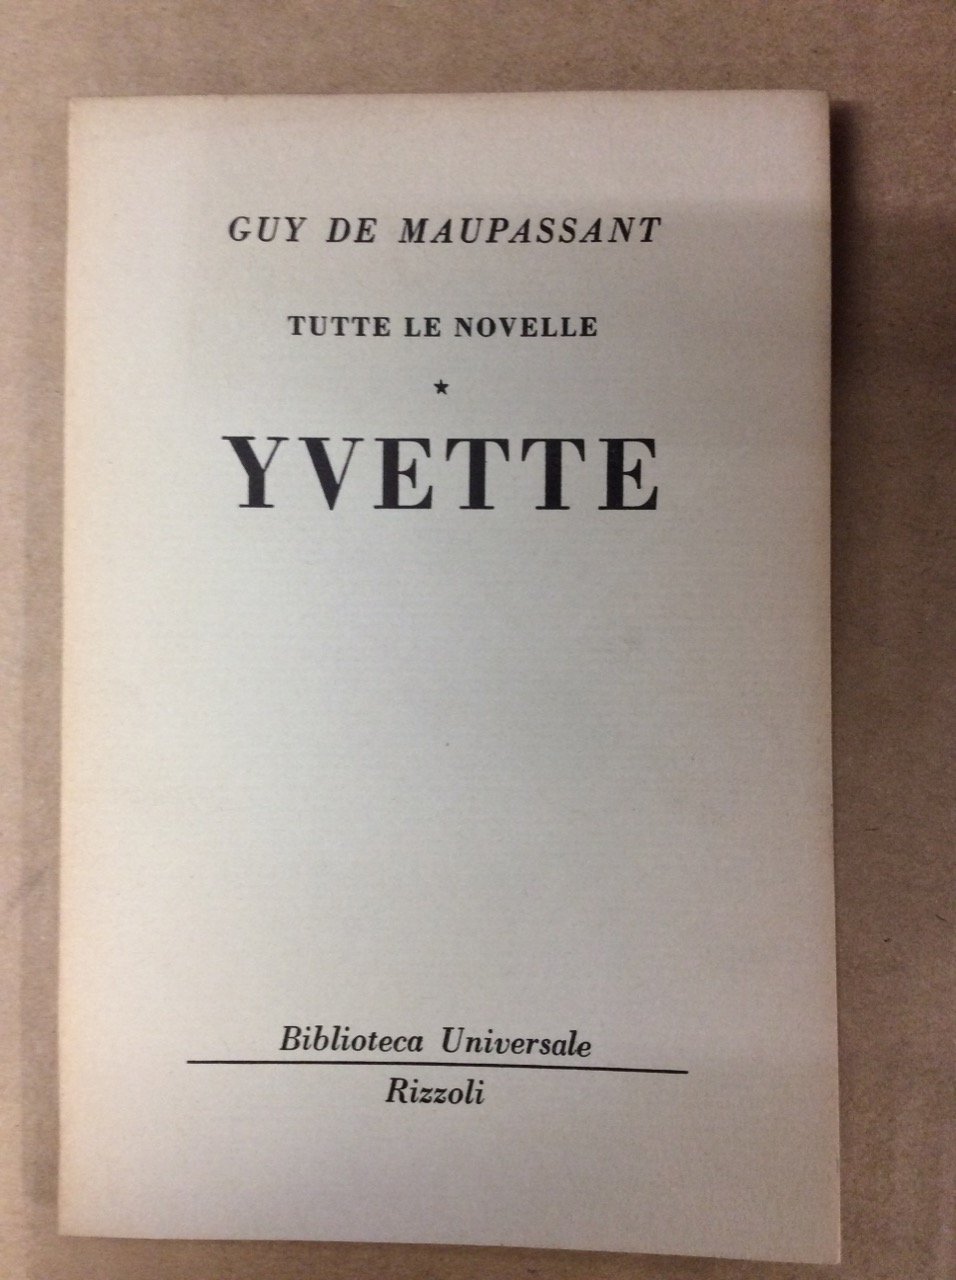 GUY DE MAUPASSANT
TUTTE LE NOVELLE
★
YVETTE
Biblioteca Universale
Rizzoli